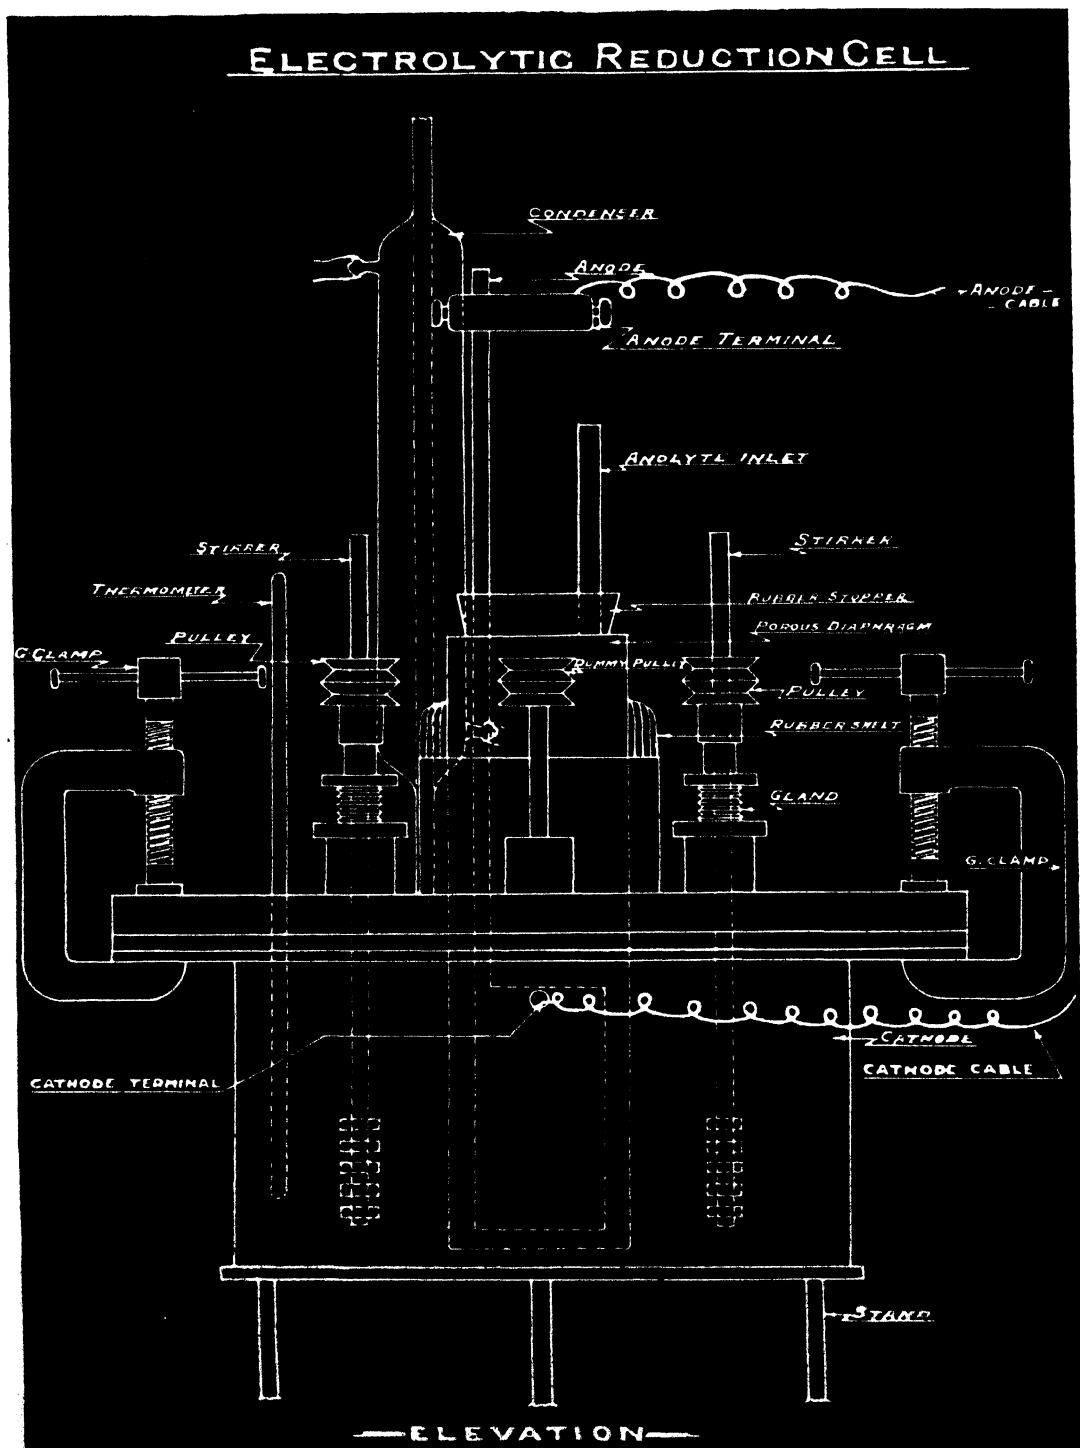 ELECTROLYTIC REDUCTION CELL
CONDENSER
ANODE
ANODE-
-CABLE
ANODE TERMINAL
ANOLYTE INLET
STIRRER
STIRRER
THERMOMETER
RUBBER STOPPER
POROUS DIAPHRAGM
PULLEY
G.CLAMP
DUMMY PULLEY
PULLEY
RUBBER
GLAND
G.CLAMP
CATHODE
CATHODE TERMINAL
CATHODE CABLE
STAND
—ELEVATION—